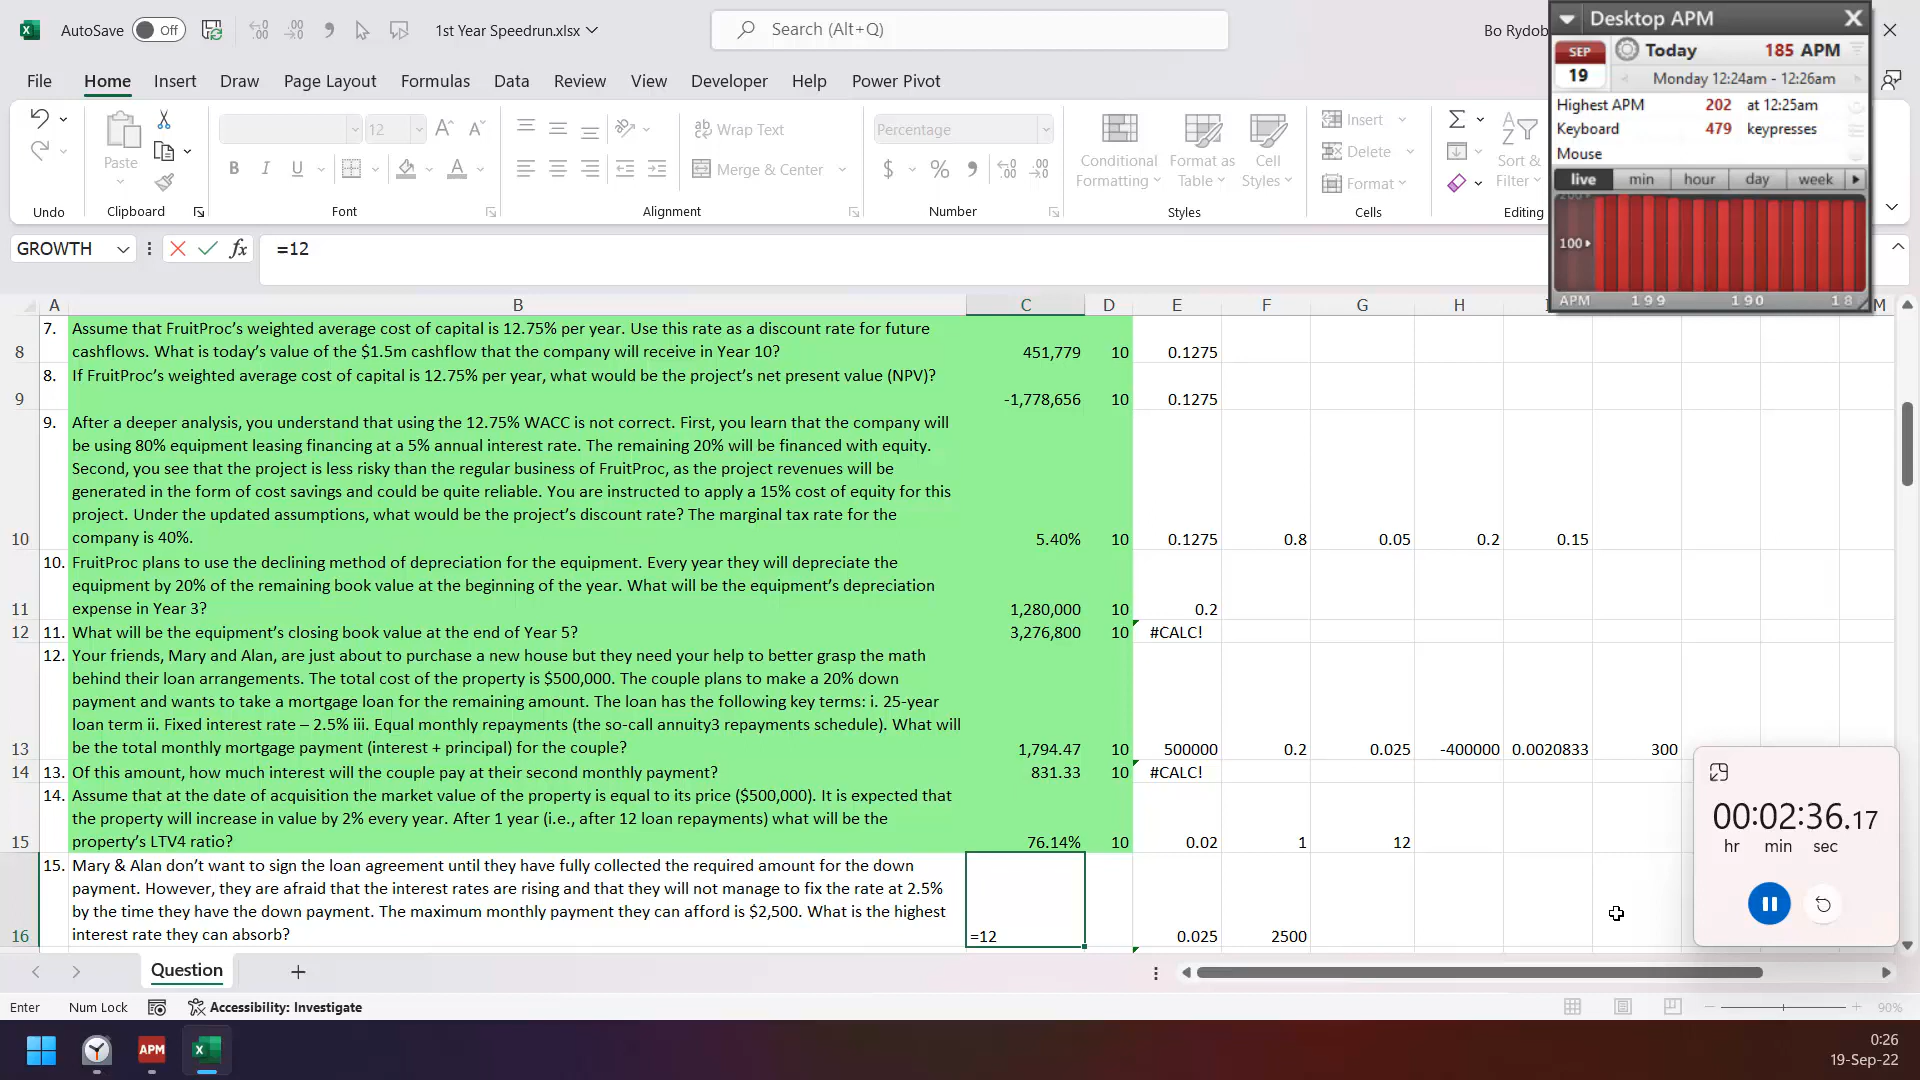 AutoSave Off 1st Year Speedrun.xlsx Search (Alt+Q) Bo Rydob
File Home Insert Draw Page Layout Formulas Data Review View Developer Help Power Pivot
Paste
12
Wrap Text
Merge & Center
Percentage
Conditional Formatting
Format as Table
Cell Styles
Insert
Delete
Format
Sort & Filter
Undo Clipboard Font Alignment Number Styles Cells Editing
GROWTH fx =12
Desktop APM
SEP 19
Today 185 APM
Monday 12:24am - 12:26am
Highest APM 202 at 12:25am
Keyboard 479 keypresses
Mouse
live min hour day week
100
APM 199 190
A B C D E F G H M
8 7. Assume that FruitProc's weighted average cost of capital is 12.75% per year. Use this rate as a discount rate for future
cashflows. What is today's value of the $1.5m cashflow that the company will receive in Year 10? 451,779 10 0.1275
9 8. If FruitProc's weighted average cost of capital is 12.75% per year, what would be the project's net present value (NPV)?
-1,778,656 10 0.1275
9. After a deeper analysis, you understand that using the 12.75% WACC is not correct. First, you learn that the company will
be using 80% equipment leasing financing at a 5% annual interest rate. The remaining 20% will be financed with equity.
Second, you see that the project is less risky than the regular business of FruitProc, as the project revenues will be
generated in the form of cost savings and could be quite reliable. You are instructed to apply a 15% cost of equity for this
project. Under the updated assumptions, what would be the project's discount rate? The marginal tax rate for the
10 company is 40%. 5.40% 10 0.1275 0.8 0.05 0.2 0.15
10. FruitProc plans to use the declining method of depreciation for the equipment. Every year they will depreciate the
equipment by 20% of the remaining book value at the beginning of the year. What will be the equipment's depreciation
11 expense in Year 3? 1,280,000 10 0.2
12 11. What will be the equipment's closing book value at the end of Year 5? 3,276,800 10 #CALC!
12. Your friends, Mary and Alan, are just about to purchase a new house but they need your help to better grasp the math
behind their loan arrangements. The total cost of the property is $500,000. The couple plans to make a 20% down
payment and wants to take a mortgage loan for the remaining amount. The loan has the following key terms: i. 25-year
loan term ii. Fixed interest rate – 2.5% iii. Equal monthly repayments (the so-call annuity3 repayments schedule). What will
13 be the total monthly mortgage payment (interest + principal) for the couple? 1,794.47 10 500000 0.2 0.025 -400000 0.0020833 300
14 13. Of this amount, how much interest will the couple pay at their second monthly payment? 831.33 10 #CALC!
14. Assume that at the date of acquisition the market value of the property is equal to its price ($500,000). It is expected that
the property will increase in value by 2% every year. After 1 year (i.e., after 12 loan repayments) what will be the
15 property's LTV4 ratio? 76.14% 10 0.02 1 12
15. Mary & Alan don't want to sign the loan agreement until they have fully collected the required amount for the down
payment. However, they are afraid that the interest rates are rising and that they will not manage to fix the rate at 2.5%
by the time they have the down payment. The maximum monthly payment they can afford is $2,500. What is the highest
16 interest rate they can absorb? =12 0.025 2500
00:02:36.17
hr min sec
Question
Enter Num Lock Accessibility: Investigate 90%
APM
0:26
19-Sep-22